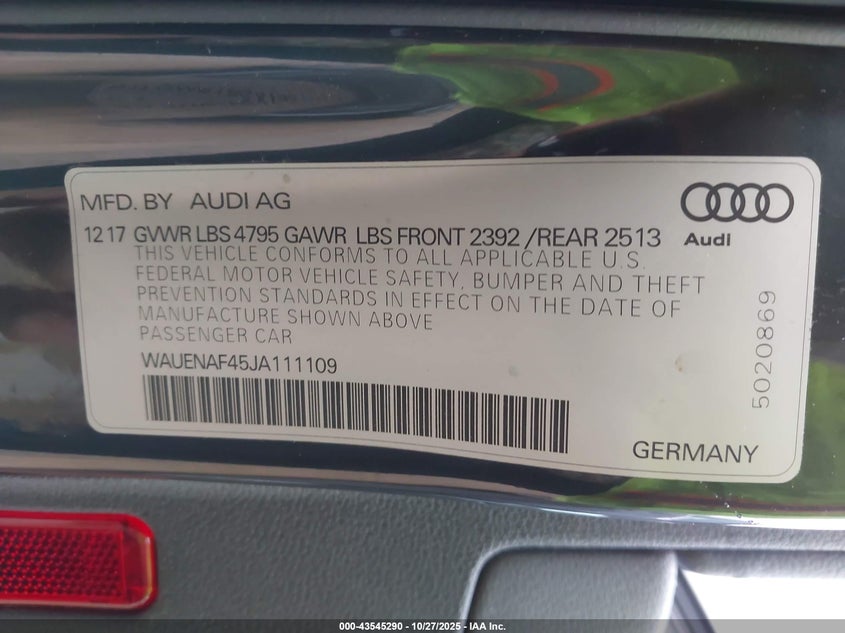 MFD. BY AUDI AG
12 17 GVWR LBS 4795 GAWR LBS FRONT 2392 /REAR 2513
Audi
THIS VEHICLE CONFORMS TO ALL APPLICABLE U.S.
FEDERAL MOTOR VEHICLE SAFETY, BUMPER AND THEFT
PREVENTION STANDARDS IN EFFECT ON THE DATE OF
MANUFACTURE SHOWN ABOVE
PASSENGER CAR
WAUENAF45JA111109
5020869
GERMANY
000-43545290 - 10/27/2025 - IAA Inc.